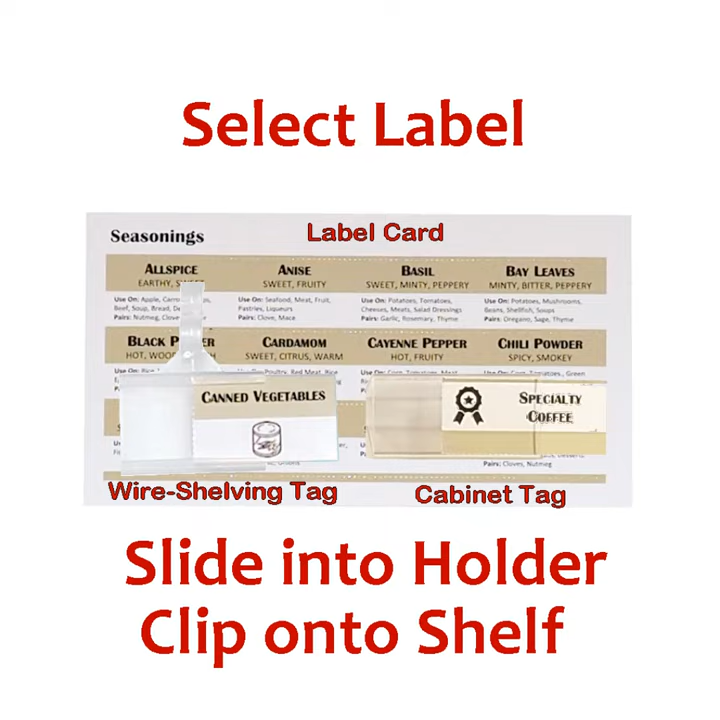 Select Label
Seasonings
Label Card
ALLSPICE
ANISE
BASIL
BAY LEAVES
EARTHY,
SWEET, FRUITY
SWEET, MINTY, PEPPERY
MINTY, BITTER, PEPPERY
Use On: Apple,
Beef, Soup, Bread,
Pairs: Nutmeg,
Use On: Seafood, Meat, Fruit,
Pastries, Liqueurs
Pairs: Clove, Mace
Use On: Potatoes, Tomatoes,
Cheeses, Meats, Salad Dressings
Pairs: Garlic, Rosemary, Thyme
Use On: Potatoes, Mushrooms,
Beans, Shellfish, Soups
Pairs: Oregano, Sage, Thyme
BLACK
CARDAMOM
CAYENNE PEPPER
CHILI POWDER
HOT,
SWEET, CITRUS, WARM
HOT, FRUITY
SPICY, SMOKEY
CANNED VEGETABLES
SPECIALTY
COFFEE
Pairs: Cloves, Nutmeg
Wire-Shelving Tag
Cabinet Tag
Slide into Holder
Clip onto Shelf